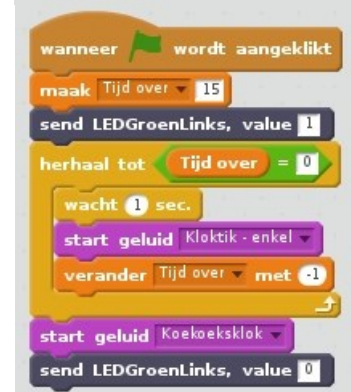 wanneer wordt aangeklikt
maak Tijd over 15
send LEDGroenLinks, value 1
herhaal tot Tijd over = 0
wacht 1 sec.
start geluid Kloktik - enkel
verander Tijd over met -1
start geluid Koekoeksklok
send LEDGroenLinks, value 0